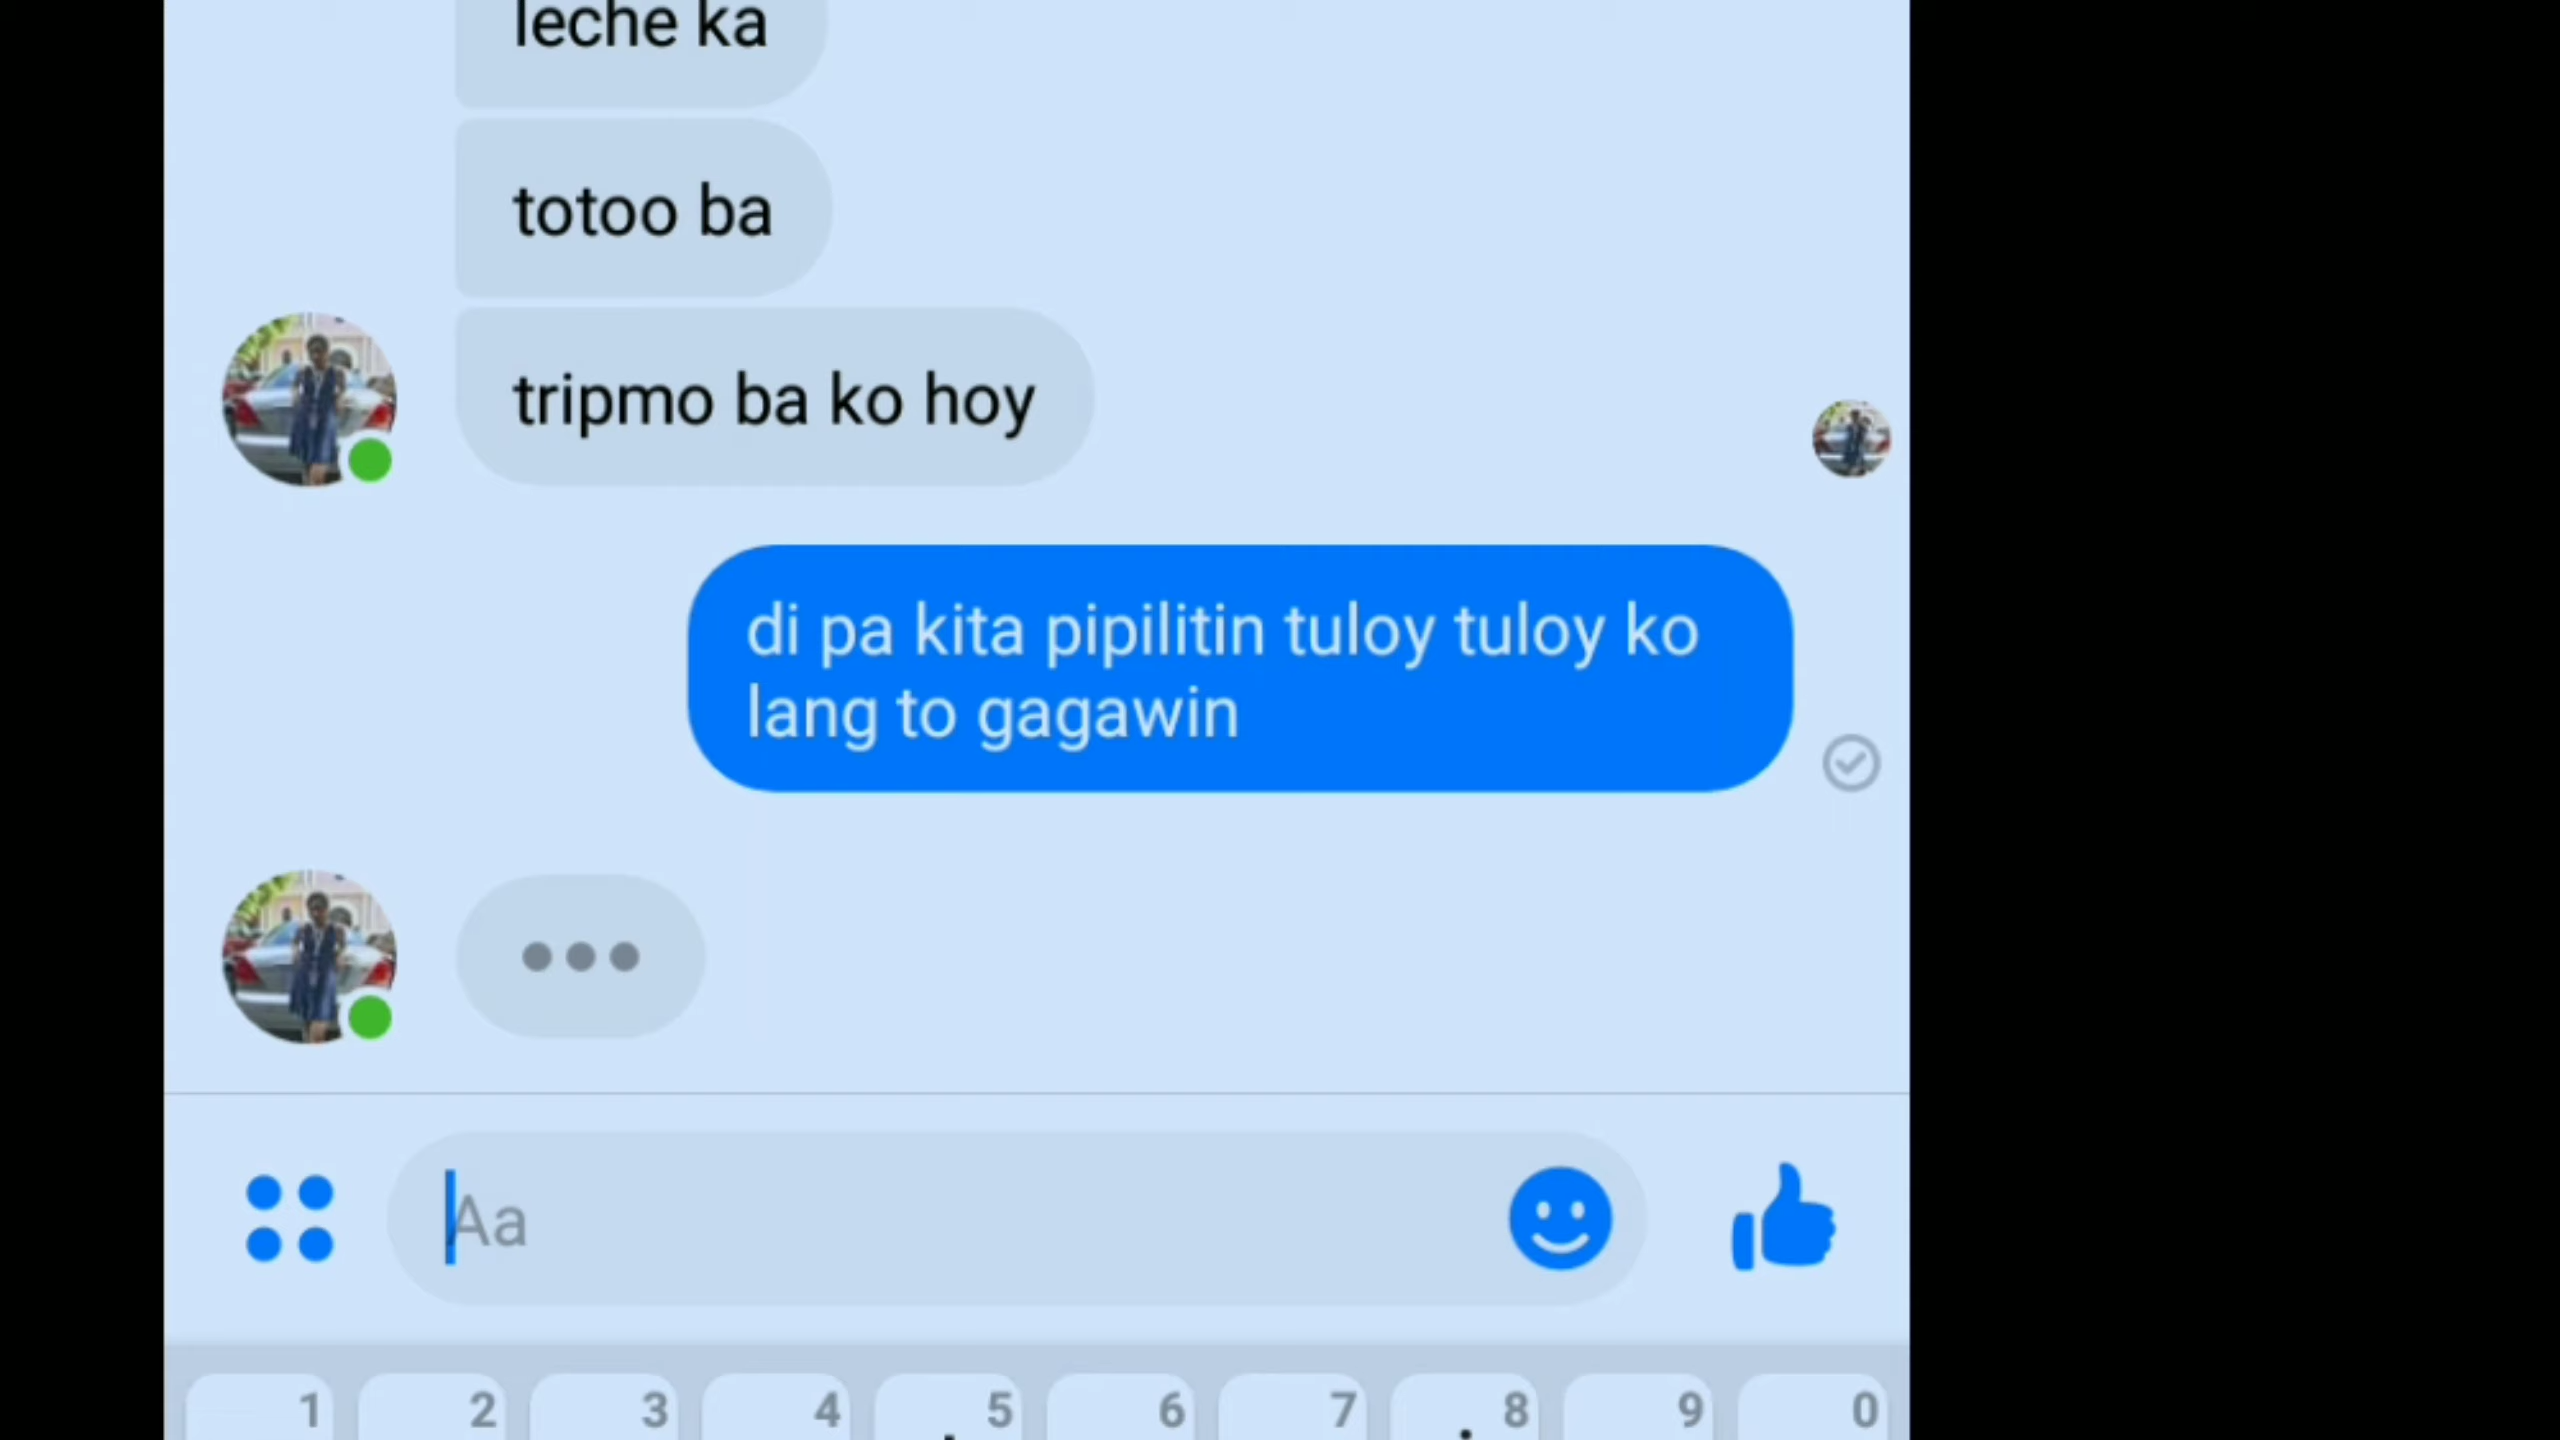 leche ka
totoo ba
tripmo ba ko hoy
di pa kita pipilitin tuloy tuloy ko
lang to gagawin
Aa
1 2 3 4 5 6 7 8 9 0